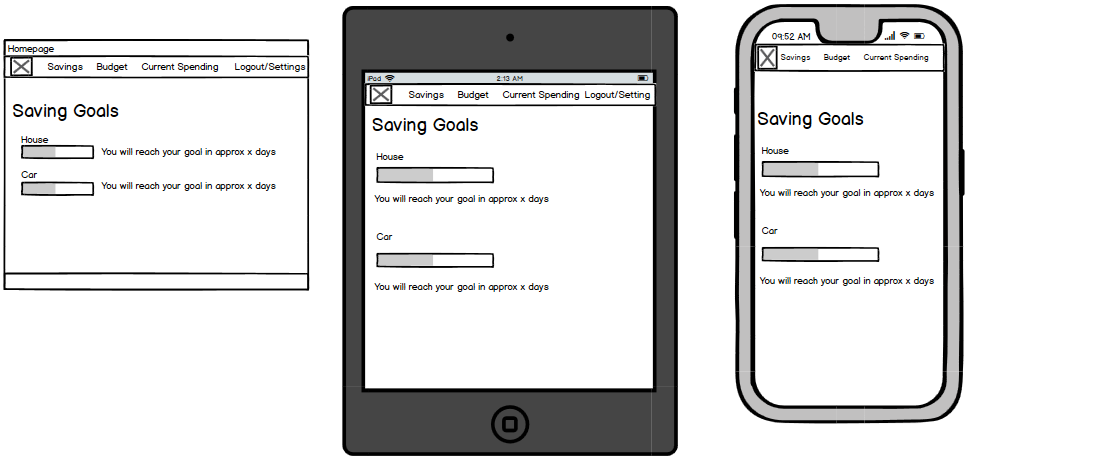 Homepage
Savings Budget Current Spending Logout/Settings
Saving Goals
House
You will reach your goal in approx x days
Car
You will reach your goal in approx x days
iPad 2:13 AM
Savings Budget Current Spending Logout/Setting
Saving Goals
House
You will reach your goal in approx x days
Car
You will reach your goal in approx x days
09:52 AM
Savings Budget Current Spending
Saving Goals
House
You will reach your goal in approx x days
Car
You will reach your goal in approx x days